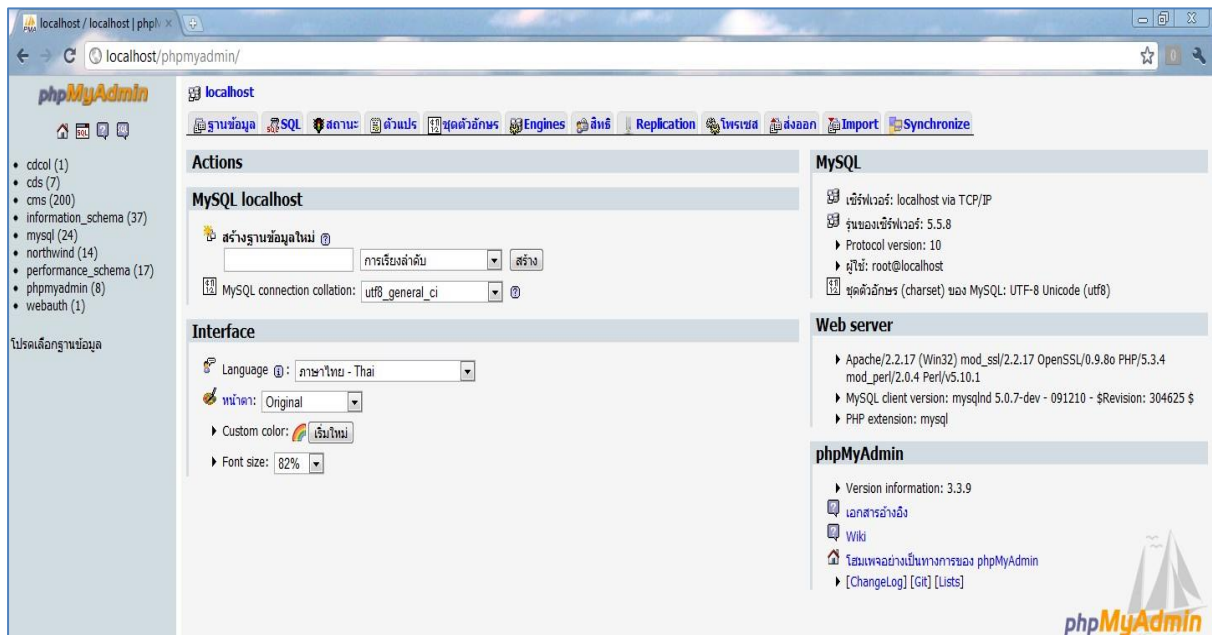 localhost / localhost | phpM
localhost/phpmyadmin/
phpMyAdmin
cdcol (1)
cds (7)
cms (200)
information_schema (37)
mysql (24)
northwind (14)
performance_schema (17)
phpmyadmin (8)
webauth (1)
โปรดเลือกฐานข้อมูล
localhost
ฐานข้อมูล SQL สถานะ ตัวแปร ชุดตัวอักษร Engines สิทธิ Replication โพรเซส ส่งออก Import Synchronize
Actions
MySQL localhost
สร้างฐานข้อมูลใหม่
การเรียงลำดับ สร้าง
MySQL connection collation: utf8_general_ci
Interface
Language : ภาษาไทย - Thai
หน้าตา: Original
Custom color: เริ่มใหม่
Font size: 82%
MySQL
เซิร์ฟเวอร์: localhost via TCP/IP
รุ่นของเซิร์ฟเวอร์: 5.5.8
Protocol version: 10
ผู้ใช้: root@localhost
ชุดตัวอักษร (charset) ของ MySQL: UTF-8 Unicode (utf8)
Web server
Apache/2.2.17 (Win32) mod_ssl/2.2.17 OpenSSL/0.9.8o PHP/5.3.4
mod_perl/2.0.4 Perl/v5.10.1
MySQL client version: mysqlnd 5.0.7-dev - 091210 - $Revision: 304625 $
PHP extension: mysql
phpMyAdmin
Version information: 3.3.9
เอกสารอ้างอิง
Wiki
โฮมเพจอย่างเป็นทางการของ phpMyAdmin
[ChangeLog] [Git] [Lists]
phpMyAdmin